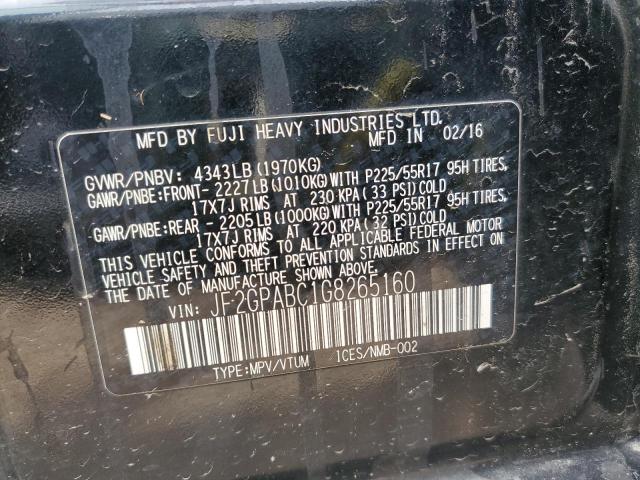 MFD BY FUJI HEAVY INDUSTRIES LTD.
MFD IN 02/16
GVWR/PNBV: 4343LB(1970KG)
GAWR/PNBE:FRONT- 2227LB(1010KG)WITH P225/55R17 95H TIRES,
17X7J RIMS AT 230 KPA(33 PSI)COLD
GAWR/PNBE:REAR - 2205LB(1000KG)WITH P225/55R17 95H TIRES,
17X7J RIMS AT 220 KPA(32 PSI)COLD
THIS VEHICLE CONFORMS TO ALL APPLICABLE FEDERAL MOTOR
VEHICLE SAFETY AND THEFT PREVENTION STANDARDS IN EFFECT ON
THE DATE OF MANUFACTURE SHOWN ABOVE.
VIN: JF2GPABC1G8265160
TYPE:MPV/VTUM ICES/NMB-002